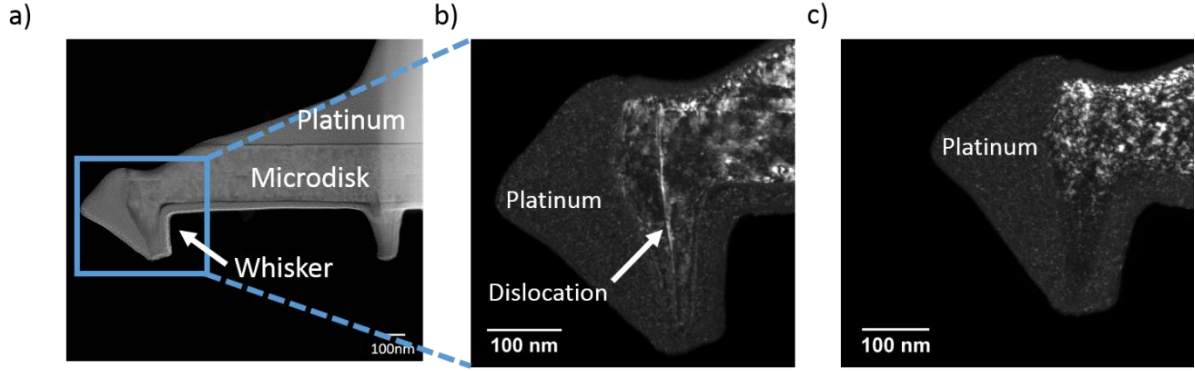 a)
b)
c)
Platinum
Microdisk
Whisker
100nm
Platinum
Dislocation
100 nm
Platinum
100 nm